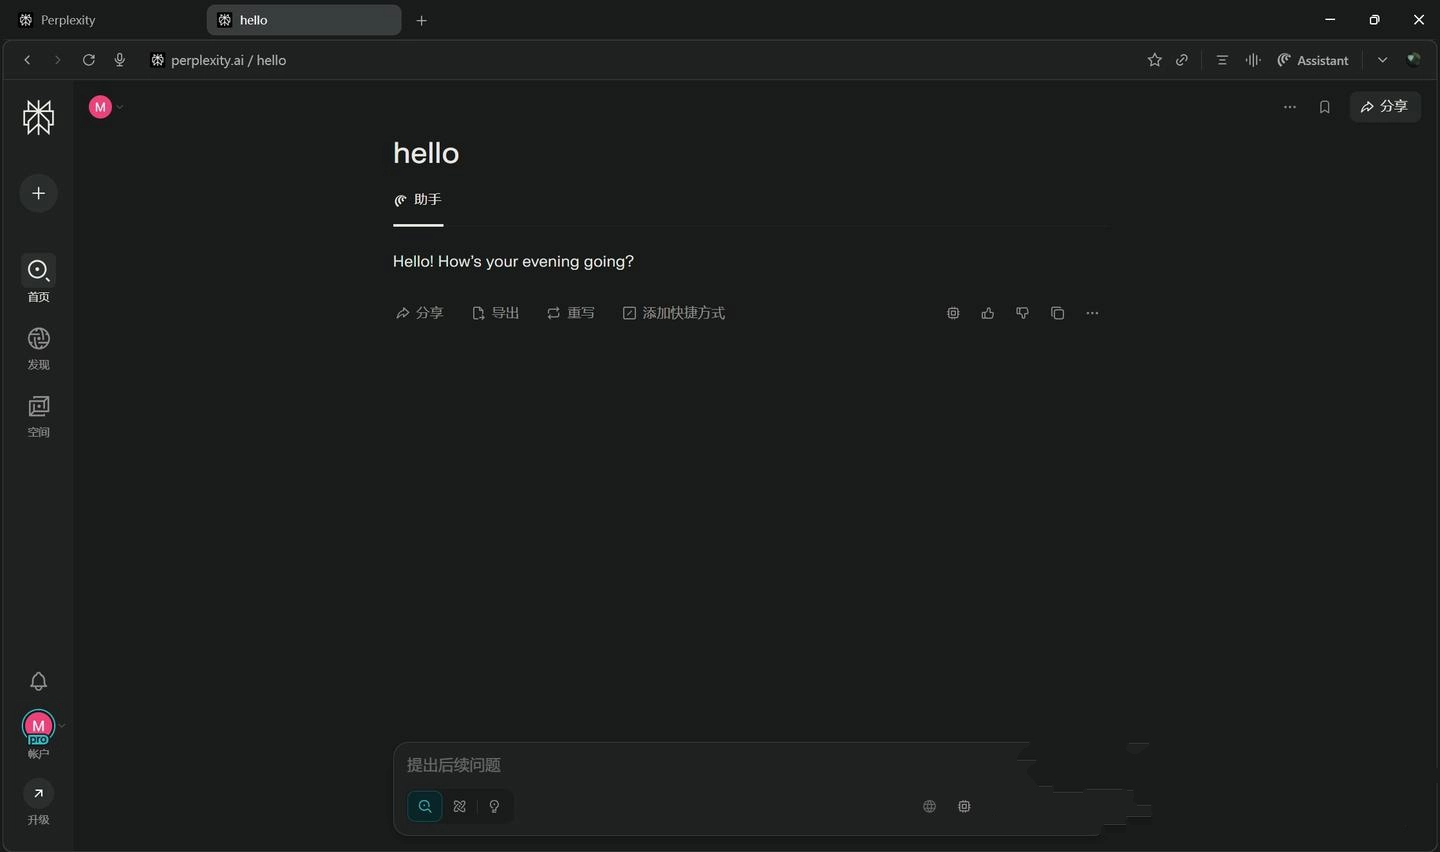 Perplexity
hello
perplexity.ai / hello
Assistant
M
分享
hello
助手
Hello! How's your evening going?
分享
导出
重写
添加快捷方式
首页
发现
空间
M
pro
帐户
升级
提出后续问题